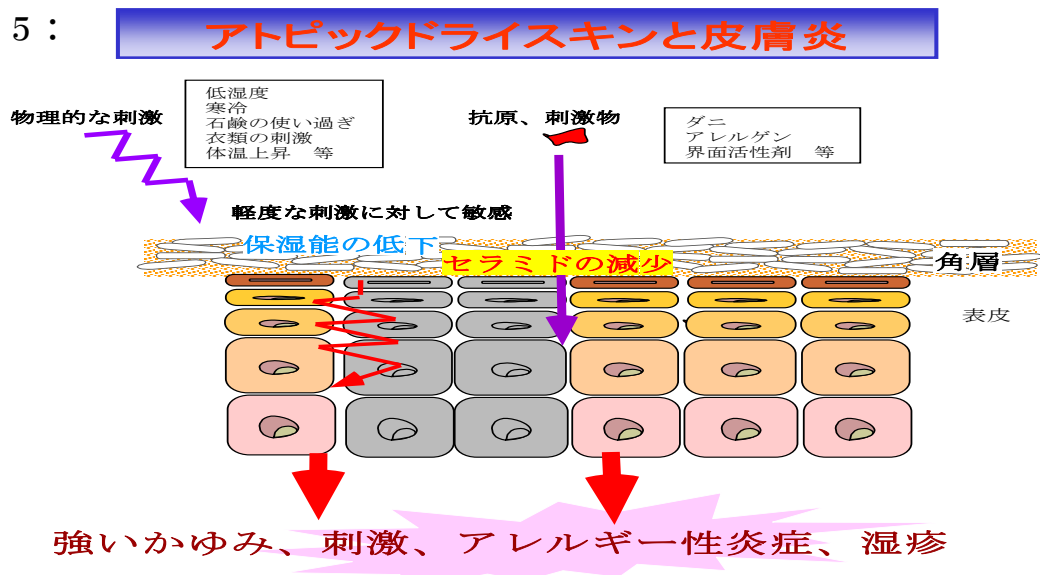 5：
アトピックドライスキンと皮膚炎
物理的な刺激
低湿度
寒冷
石鹸の使い過ぎ
衣類の刺激
体温上昇　等
抗原、刺激物
ダニ
アレルゲン
界面活性剤　等
軽度な刺激に対して敏感
保湿能の低下
セラミドの減少
角層
表皮
強いかゆみ、刺激、アレルギー性炎症、湿疹